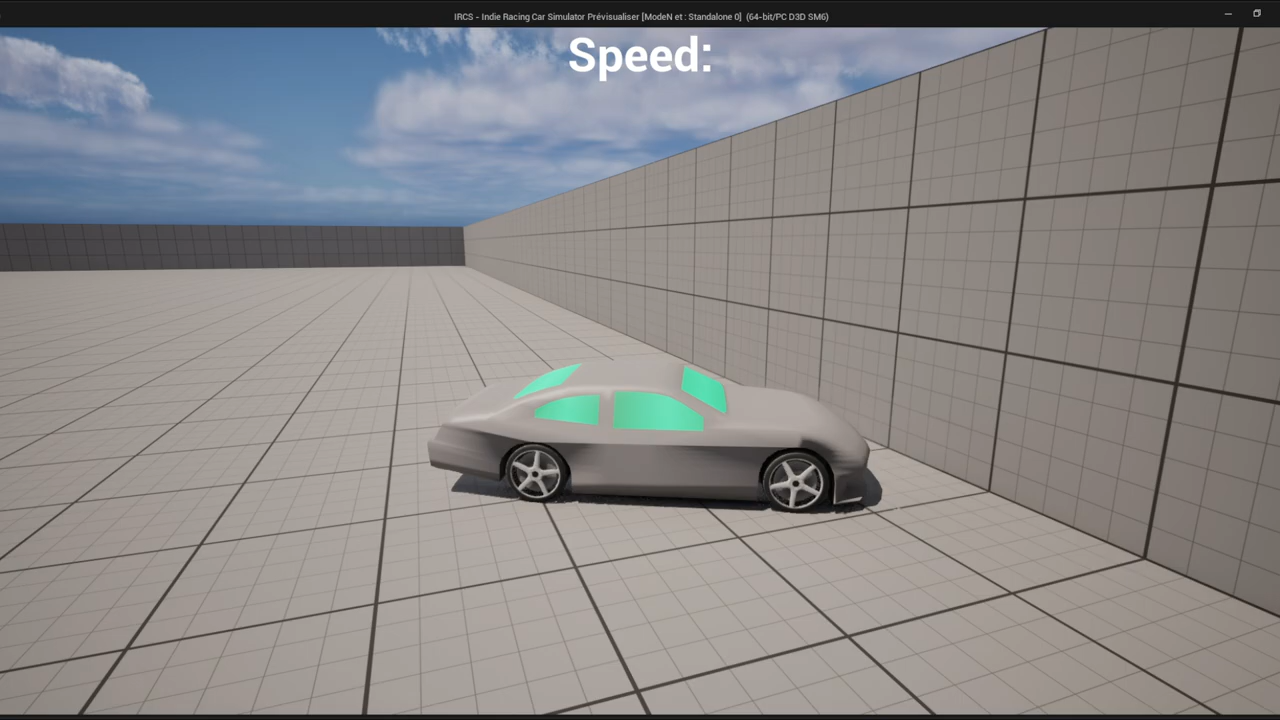 IRCS - Indie Racing Car Simulator Prévisualiser [ModeN et : Standalone 0]  (64-bit/PC D3D SM6)
Speed: